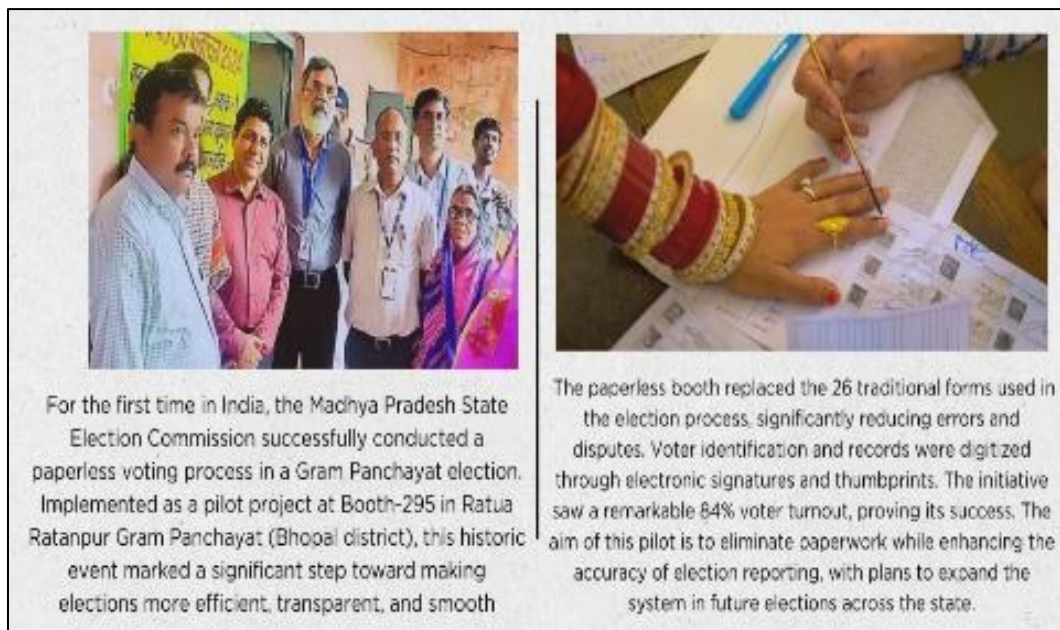 For the first time in India, the Madhya Pradesh State
Election Commission successfully conducted a
paperless voting process in a Gram Panchayat election.
Implemented as a pilot project at Booth-295 in Ratua
Ratanpur Gram Panchayat (Bhopal district), this historic
event marked a significant step toward making
elections more efficient, transparent, and smooth
The paperless booth replaced the 26 traditional forms used in
the election process, significantly reducing errors and
disputes. Voter identification and records were digitized
through electronic signatures and thumbprints. The initiative
saw a remarkable 84% voter turnout, proving its success. The
aim of this pilot is to eliminate paperwork while enhancing the
accuracy of election reporting, with plans to expand the
system in future elections across the state.